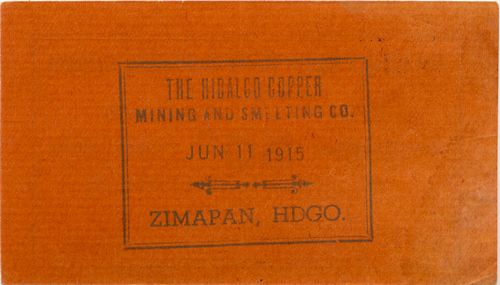 THE HIDALGO COPPER
MINING AND SMELTING CO.
JUN 11 1915
ZIMAPAN, HDGO.